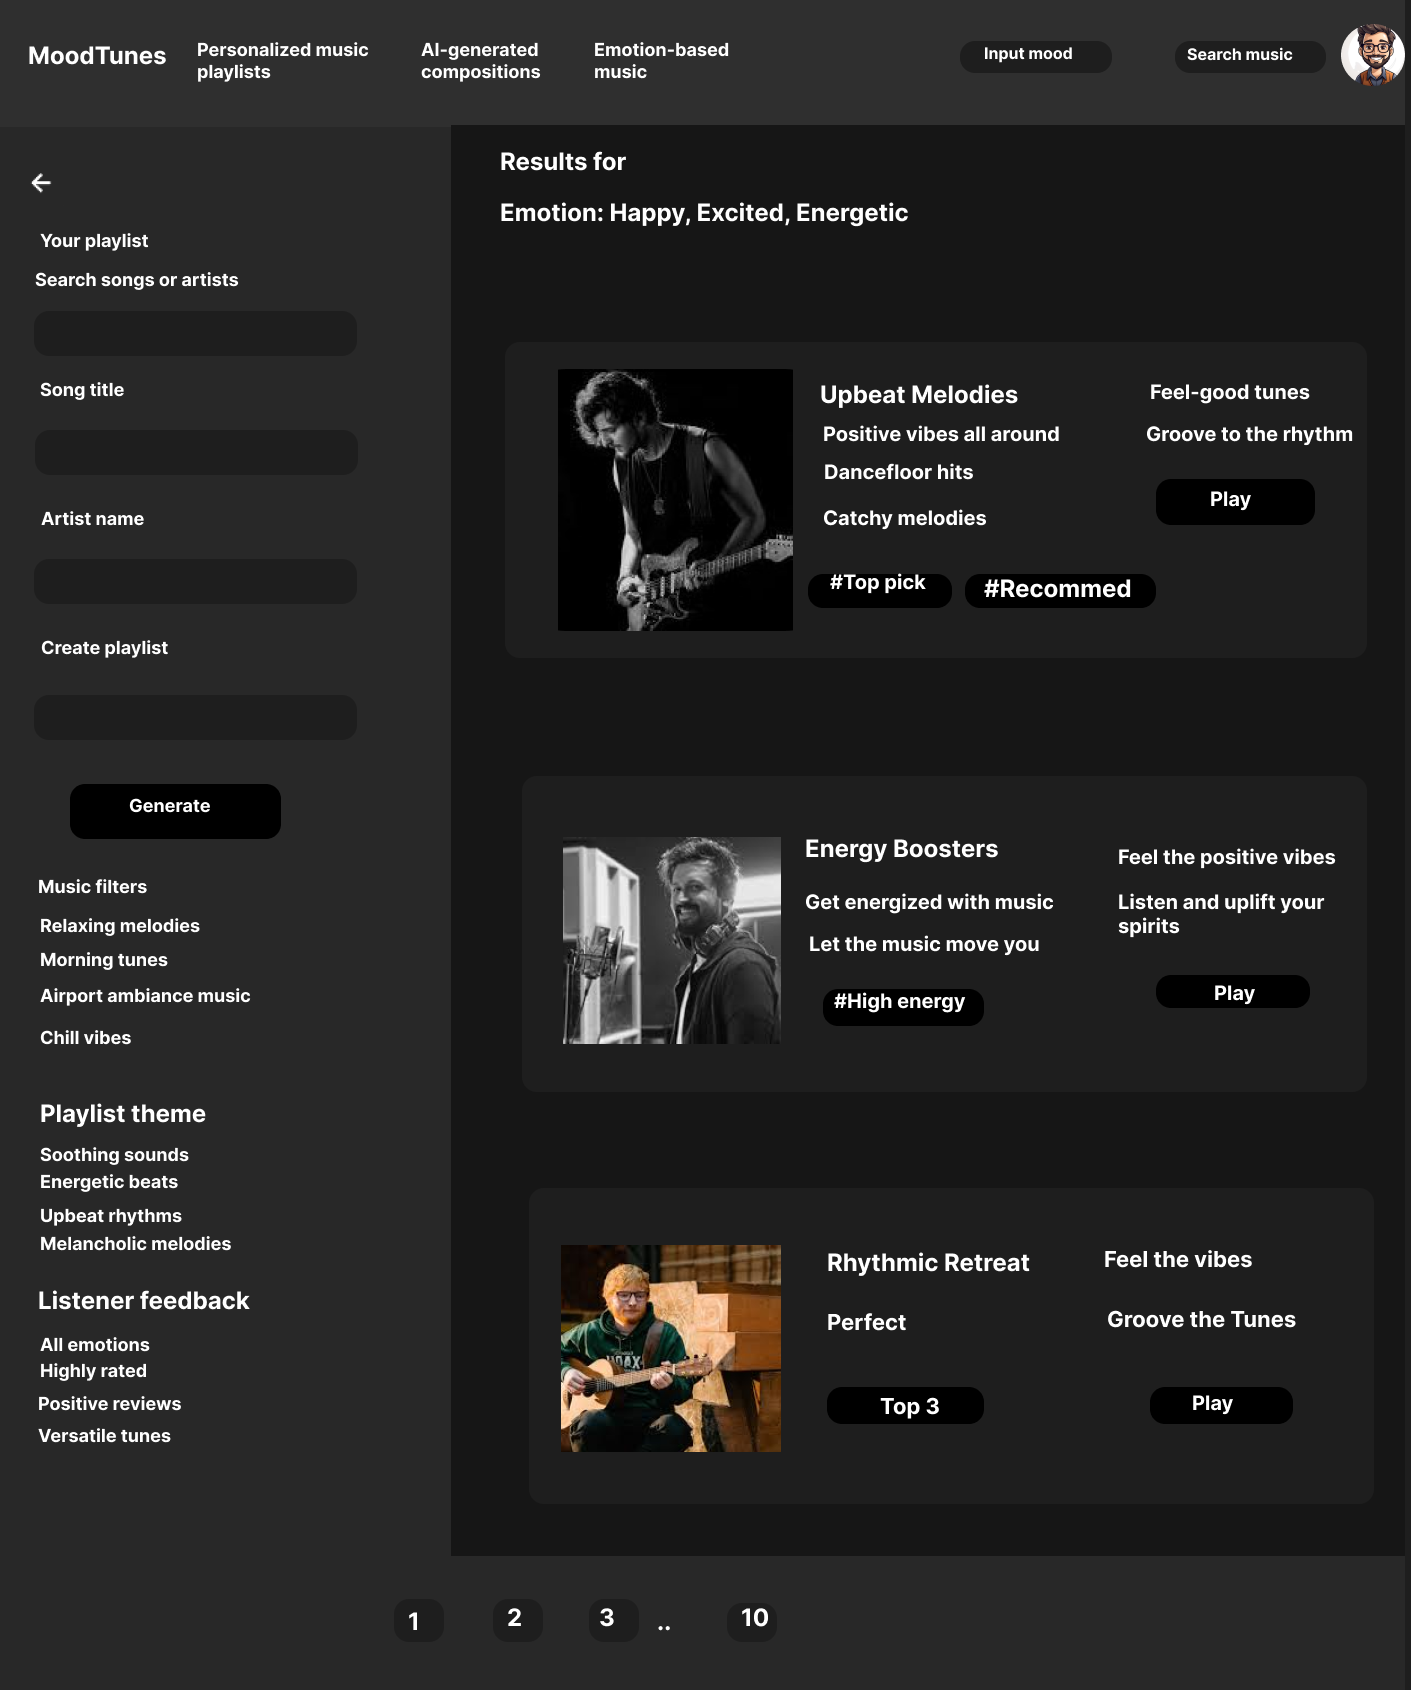 MoodTunes
Personalized music
playlists
AI-generated
compositions
Emotion-based
music
Input mood
Search music
Your playlist
Search songs or artists
Song title
Artist name
Create playlist
Generate
Music filters
Relaxing melodies
Morning tunes
Airport ambiance music
Chill vibes
Playlist theme
Soothing sounds
Energetic beats
Upbeat rhythms
Melancholic melodies
Listener feedback
All emotions
Highly rated
Positive reviews
Versatile tunes
Results for
Emotion: Happy, Excited, Energetic
Upbeat Melodies
Positive vibes all around
Dancefloor hits
Catchy melodies
#Top pick
#Recommed
Feel-good tunes
Groove to the rhythm
Play
Energy Boosters
Get energized with music
Let the music move you
#High energy
Feel the positive vibes
Listen and uplift your
spirits
Play
HOAX
Rhythmic Retreat
Perfect
Top 3
Feel the vibes
Groove the Tunes
Play
1
2
3
..
10